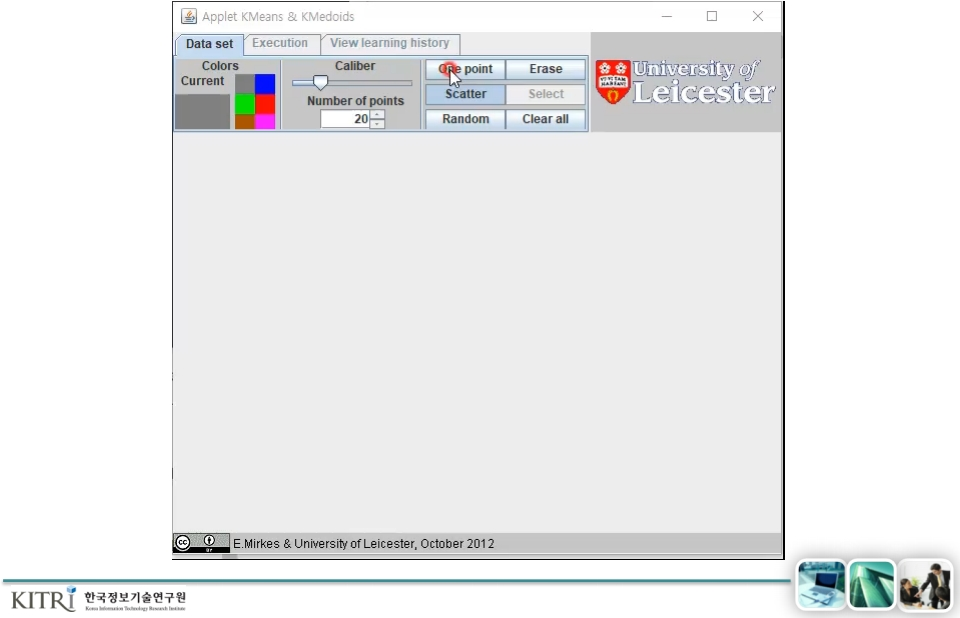 Applet KMeans & KMedoids
Data set Execution View learning history
Colors
Current
Caliber
Number of points
20
One point Erase
Scatter Select
Random Clear all
University of
Leicester
cc BY E.Mirkes & University of Leicester, October 2012
KITRI 한국정보기술연구원
Korea Information Technology Research Institute